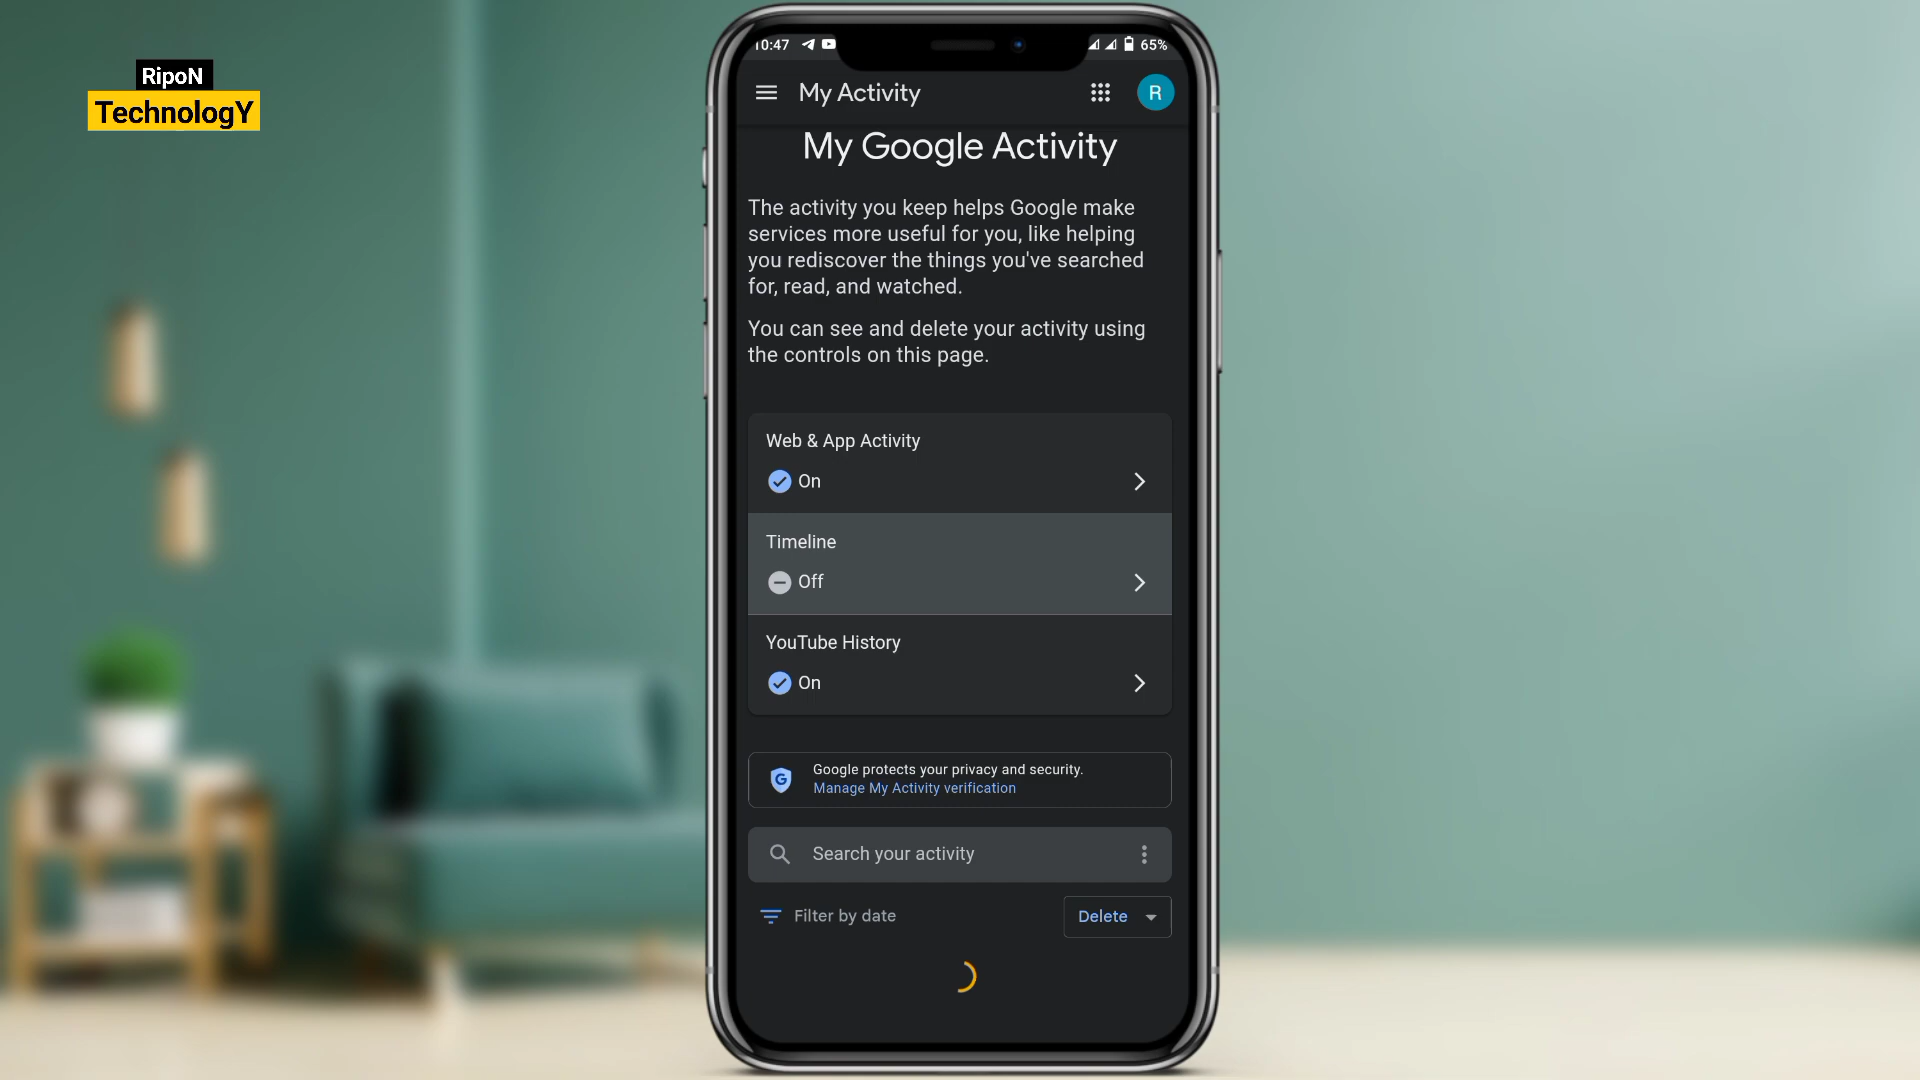 RipoN
TechnologY
10:47
65%
My Activity
R
My Google Activity
The activity you keep helps Google make
services more useful for you, like helping
you rediscover the things you've searched
for, read, and watched.
You can see and delete your activity using
the controls on this page.
Web & App Activity
On
Timeline
Off
YouTube History
On
G
Google protects your privacy and security.
Manage My Activity verification
Search your activity
Filter by date
Delete